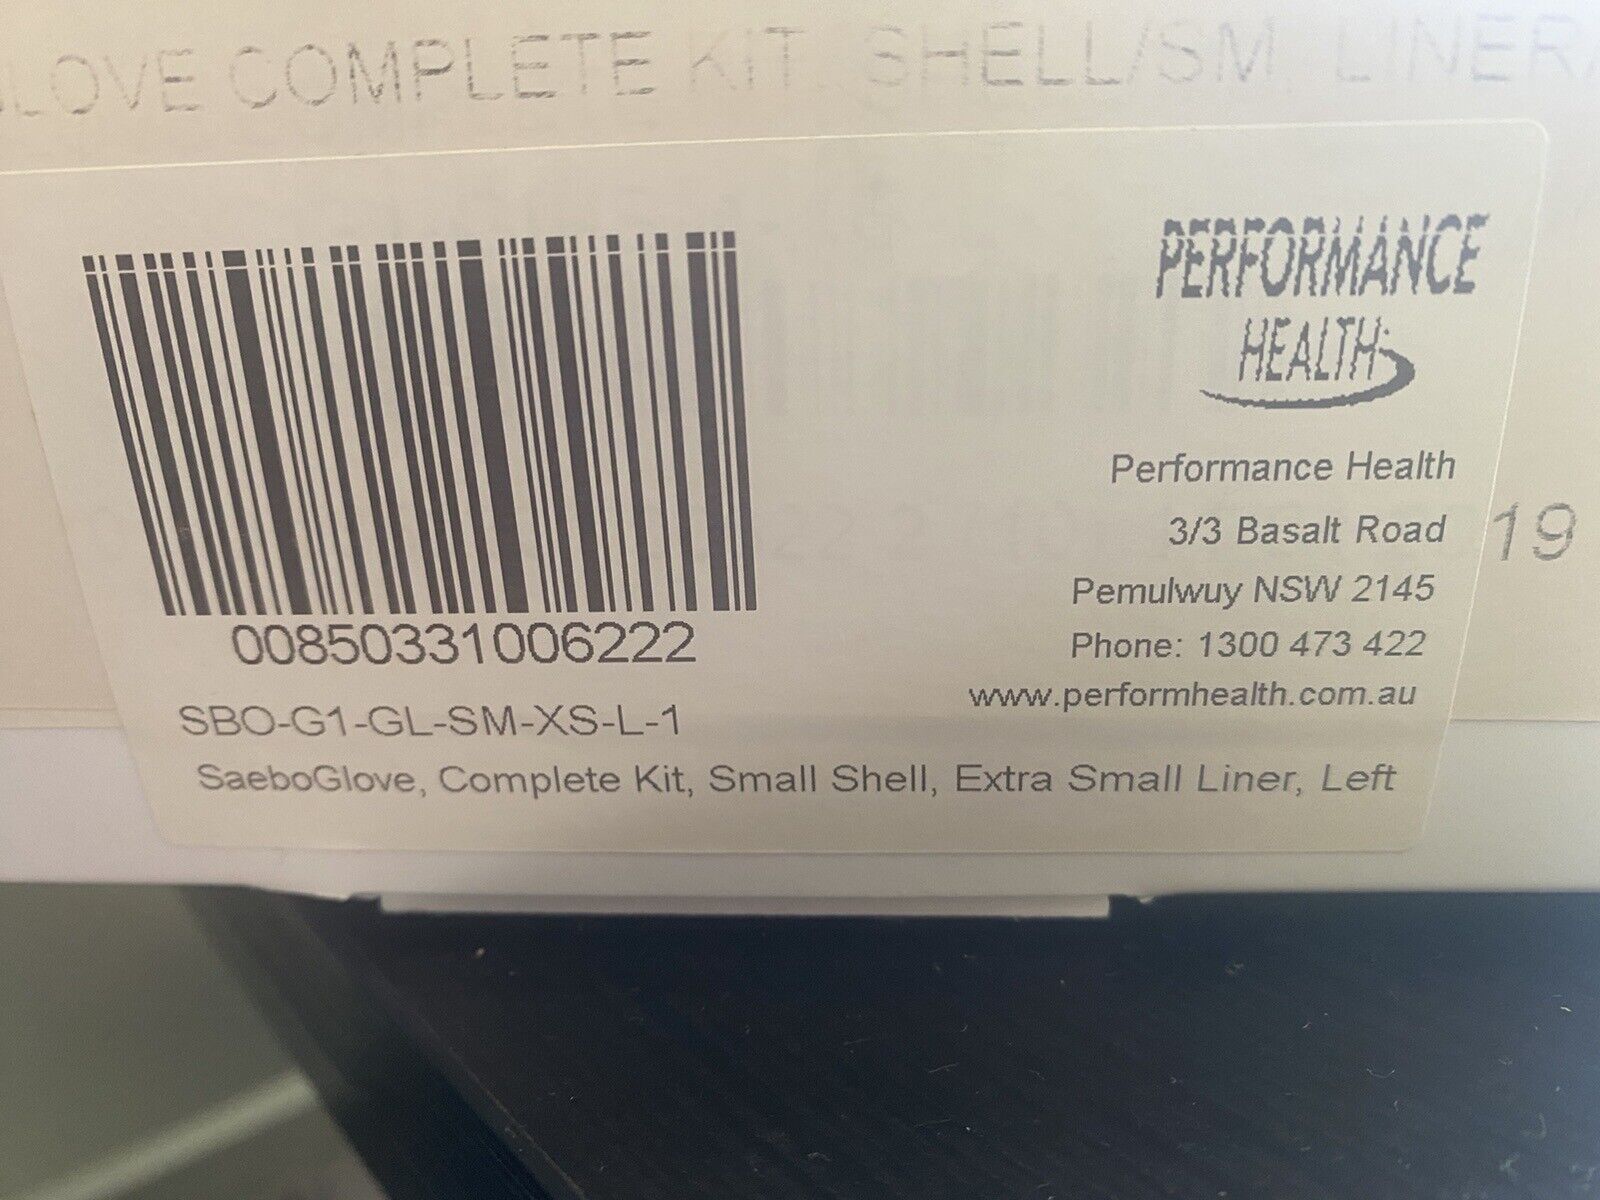 GLOVE COMPLETE KIT SHELL/SM, LINER/
PERFORMANCE
HEALTH
Performance Health
3/3 Basalt Road
19
Pemulwuy NSW 2145
Phone: 1300 473 422
www.performhealth.com.au
00850331006222
SBO-G1-GL-SM-XS-L-1
SaeboGlove, Complete Kit, Small Shell, Extra Small Liner, Left